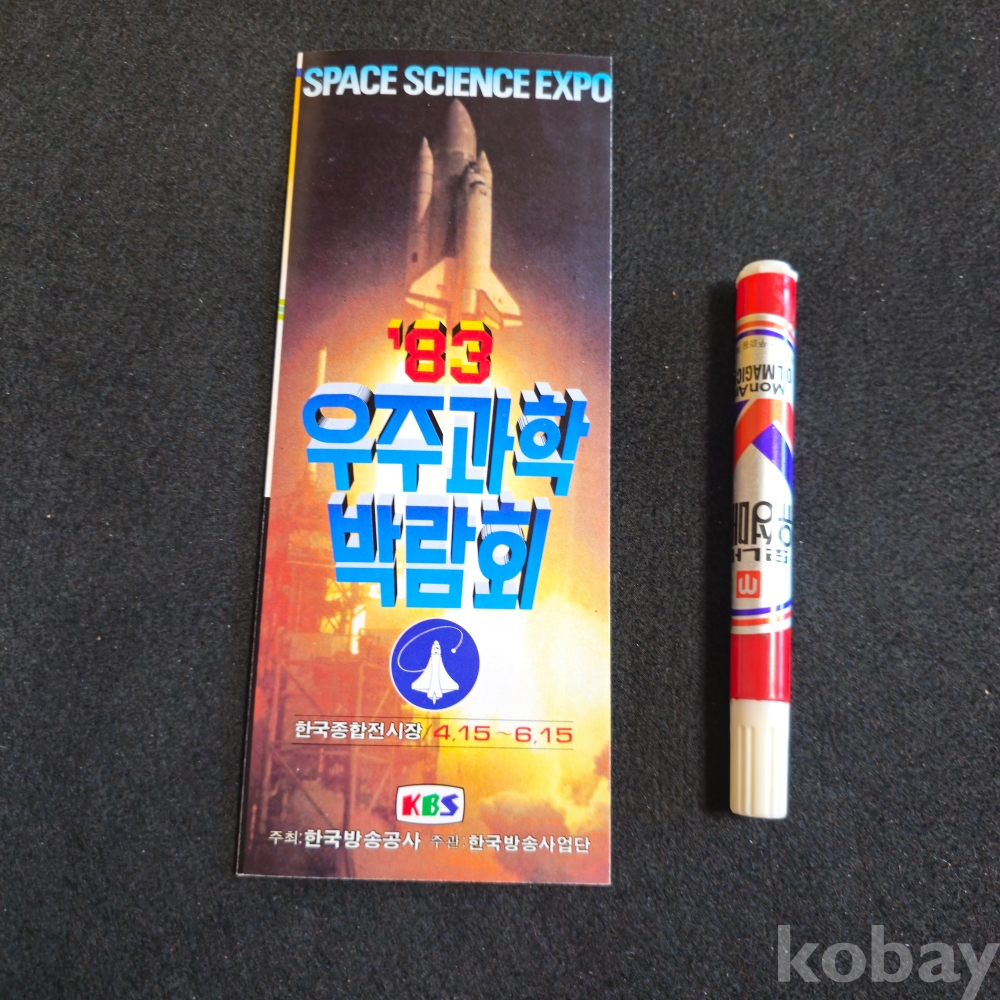 SPACE SCIENCE EXPO
'83
우주과학
박람회
한국종합전시장/4.15~6.15
KBS
주최:한국방송공사 주관:한국방송사업단
kobay